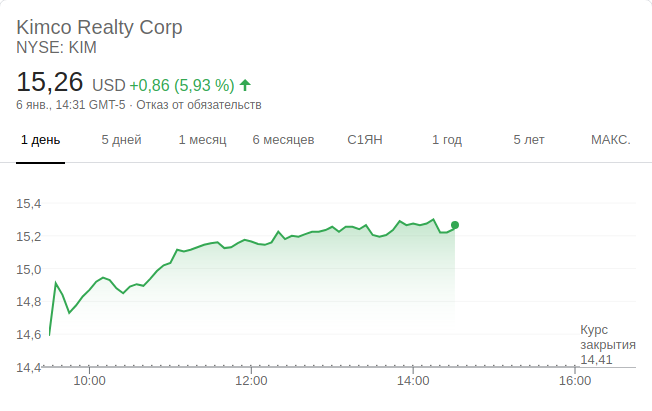 Kimco Realty Corp
NYSE: KIM
15,26 USD +0,86 (5,93 %)
6 янв., 14:31 GMT-5 · Отказ от обязательств
1 день 5 дней 1 месяц 6 месяцев С1ЯН 1 год 5 лет МАКС.
15,4
15,2
15,0
14,8
14,6
14,4
Курс
закрытия
14,41
10:00 12:00 14:00 16:00